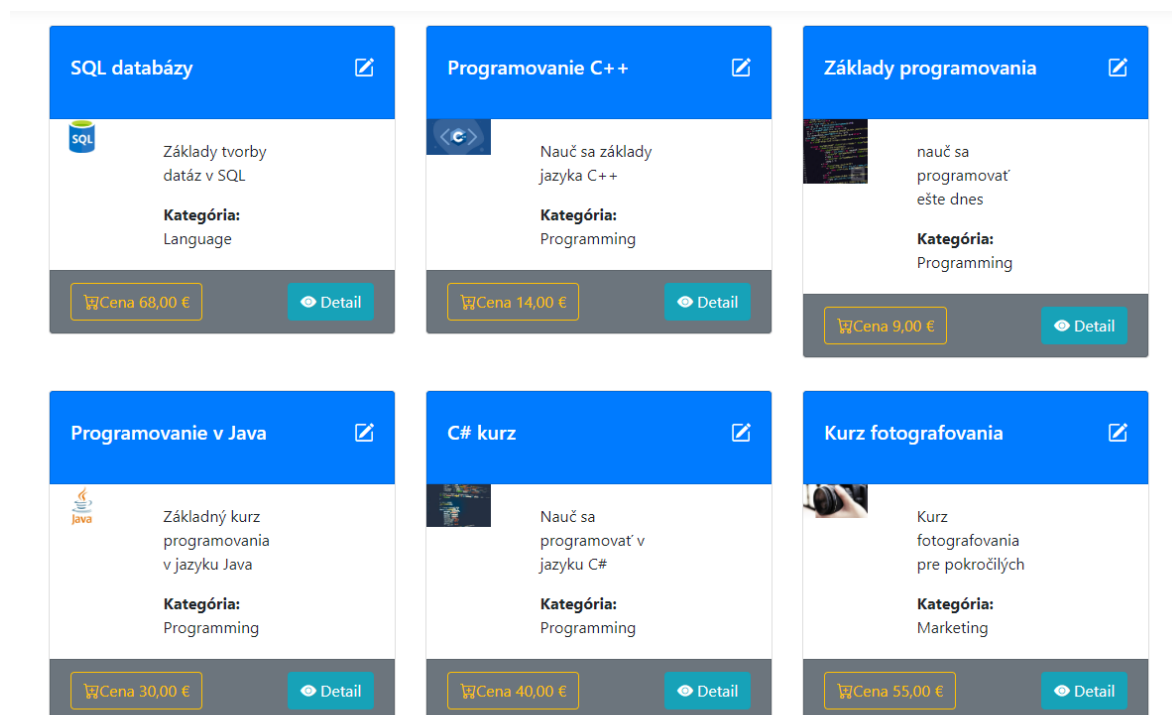 SQL databázy
SQL
Základy tvorby
datáz v SQL
Kategória:
Language
Cena 68,00 €
Detail
Programovanie C++
C
Nauč sa základy
jazyka C++
Kategória:
Programming
Cena 14,00 €
Detail
Základy programovania
nauč sa
programovať
ešte dnes
Kategória:
Programming
Cena 9,00 €
Detail
Programovanie v Java
Java
Základný kurz
programovania
v jazyku Java
Kategória:
Programming
Cena 30,00 €
Detail
C# kurz
Nauč sa
programovať v
jazyku C#
Kategória:
Programming
Cena 40,00 €
Detail
Kurz fotografovania
Kurz
fotografovania
pre pokročilých
Kategória:
Marketing
Cena 55,00 €
Detail